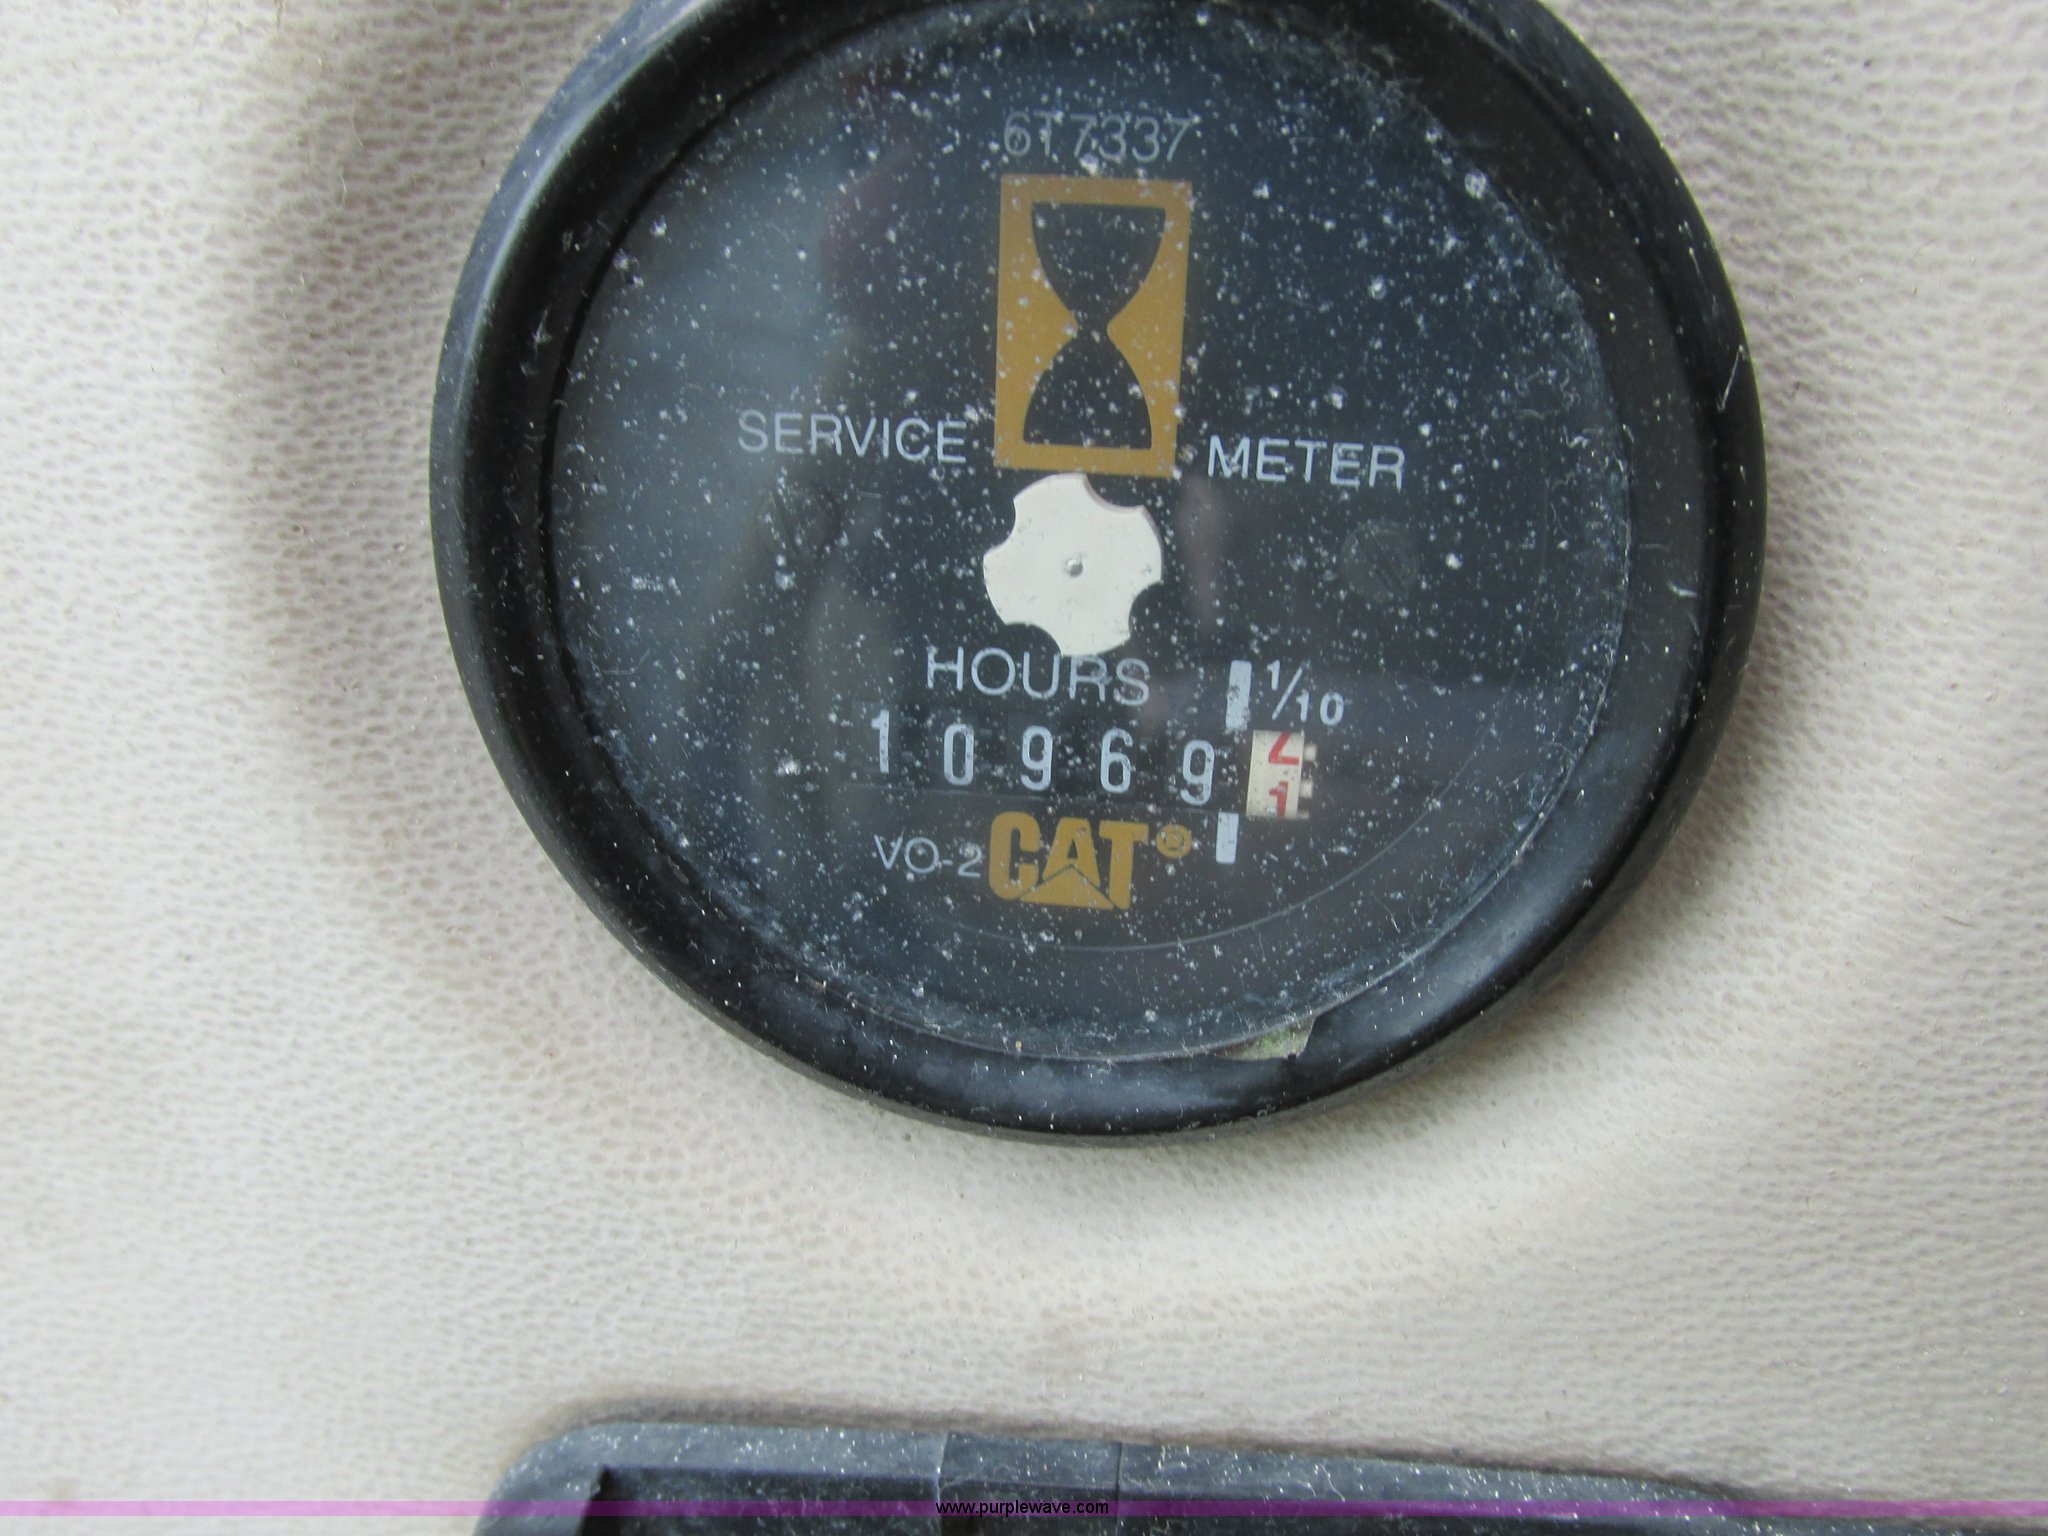 6T7337
SERVICE METER
HOURS 1/10
10969
VO-2 CAT®
www.purplewave.com